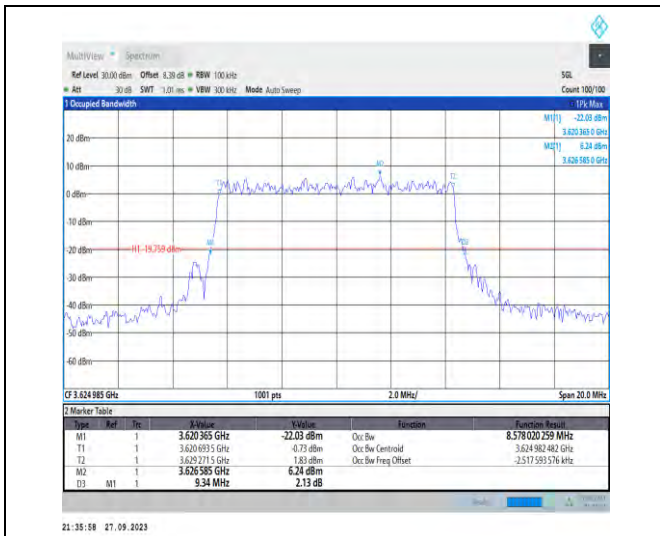 MultiView Spectrum
Ref Level 30.00 dBm Offset 8.39 dB RBW 100 kHz SGL
Att 30 dB SWT 1.01 ms VBW 300 kHz Mode Auto Sweep Count 100/100
1 Occupied Bandwidth 1Pk Max
M1[1] -22.03 dBm
3.620 365 0 GHz
M2[1] 6.24 dBm
3.626 585 0 GHz
20 dBm
10 dBm
0 dBm
-10 dBm
-20 dBm
H1 -19.759 dBm
-30 dBm
-40 dBm
-50 dBm
-60 dBm
M2
T1
T2
M1
D3
CF 3.624 985 GHz 1001 pts 2.0 MHz/ Span 20.0 MHz
2 Marker Table
Type Ref Trc X-Value Y-Value Function Function Result
M1 1 3.620 365 GHz -22.03 dBm Occ Bw 8.578 020 259 MHz
T1 1 3.620 693 5 GHz -0.73 dBm Occ Bw Centroid 3.624 982 482 GHz
T2 1 3.629 271 5 GHz 1.83 dBm Occ Bw Freq Offset -2.517 593 576 kHz
M2 1 3.626 585 GHz 6.24 dBm
D3 M1 1 9.34 MHz 2.13 dB
21:35:58 27.09.2023